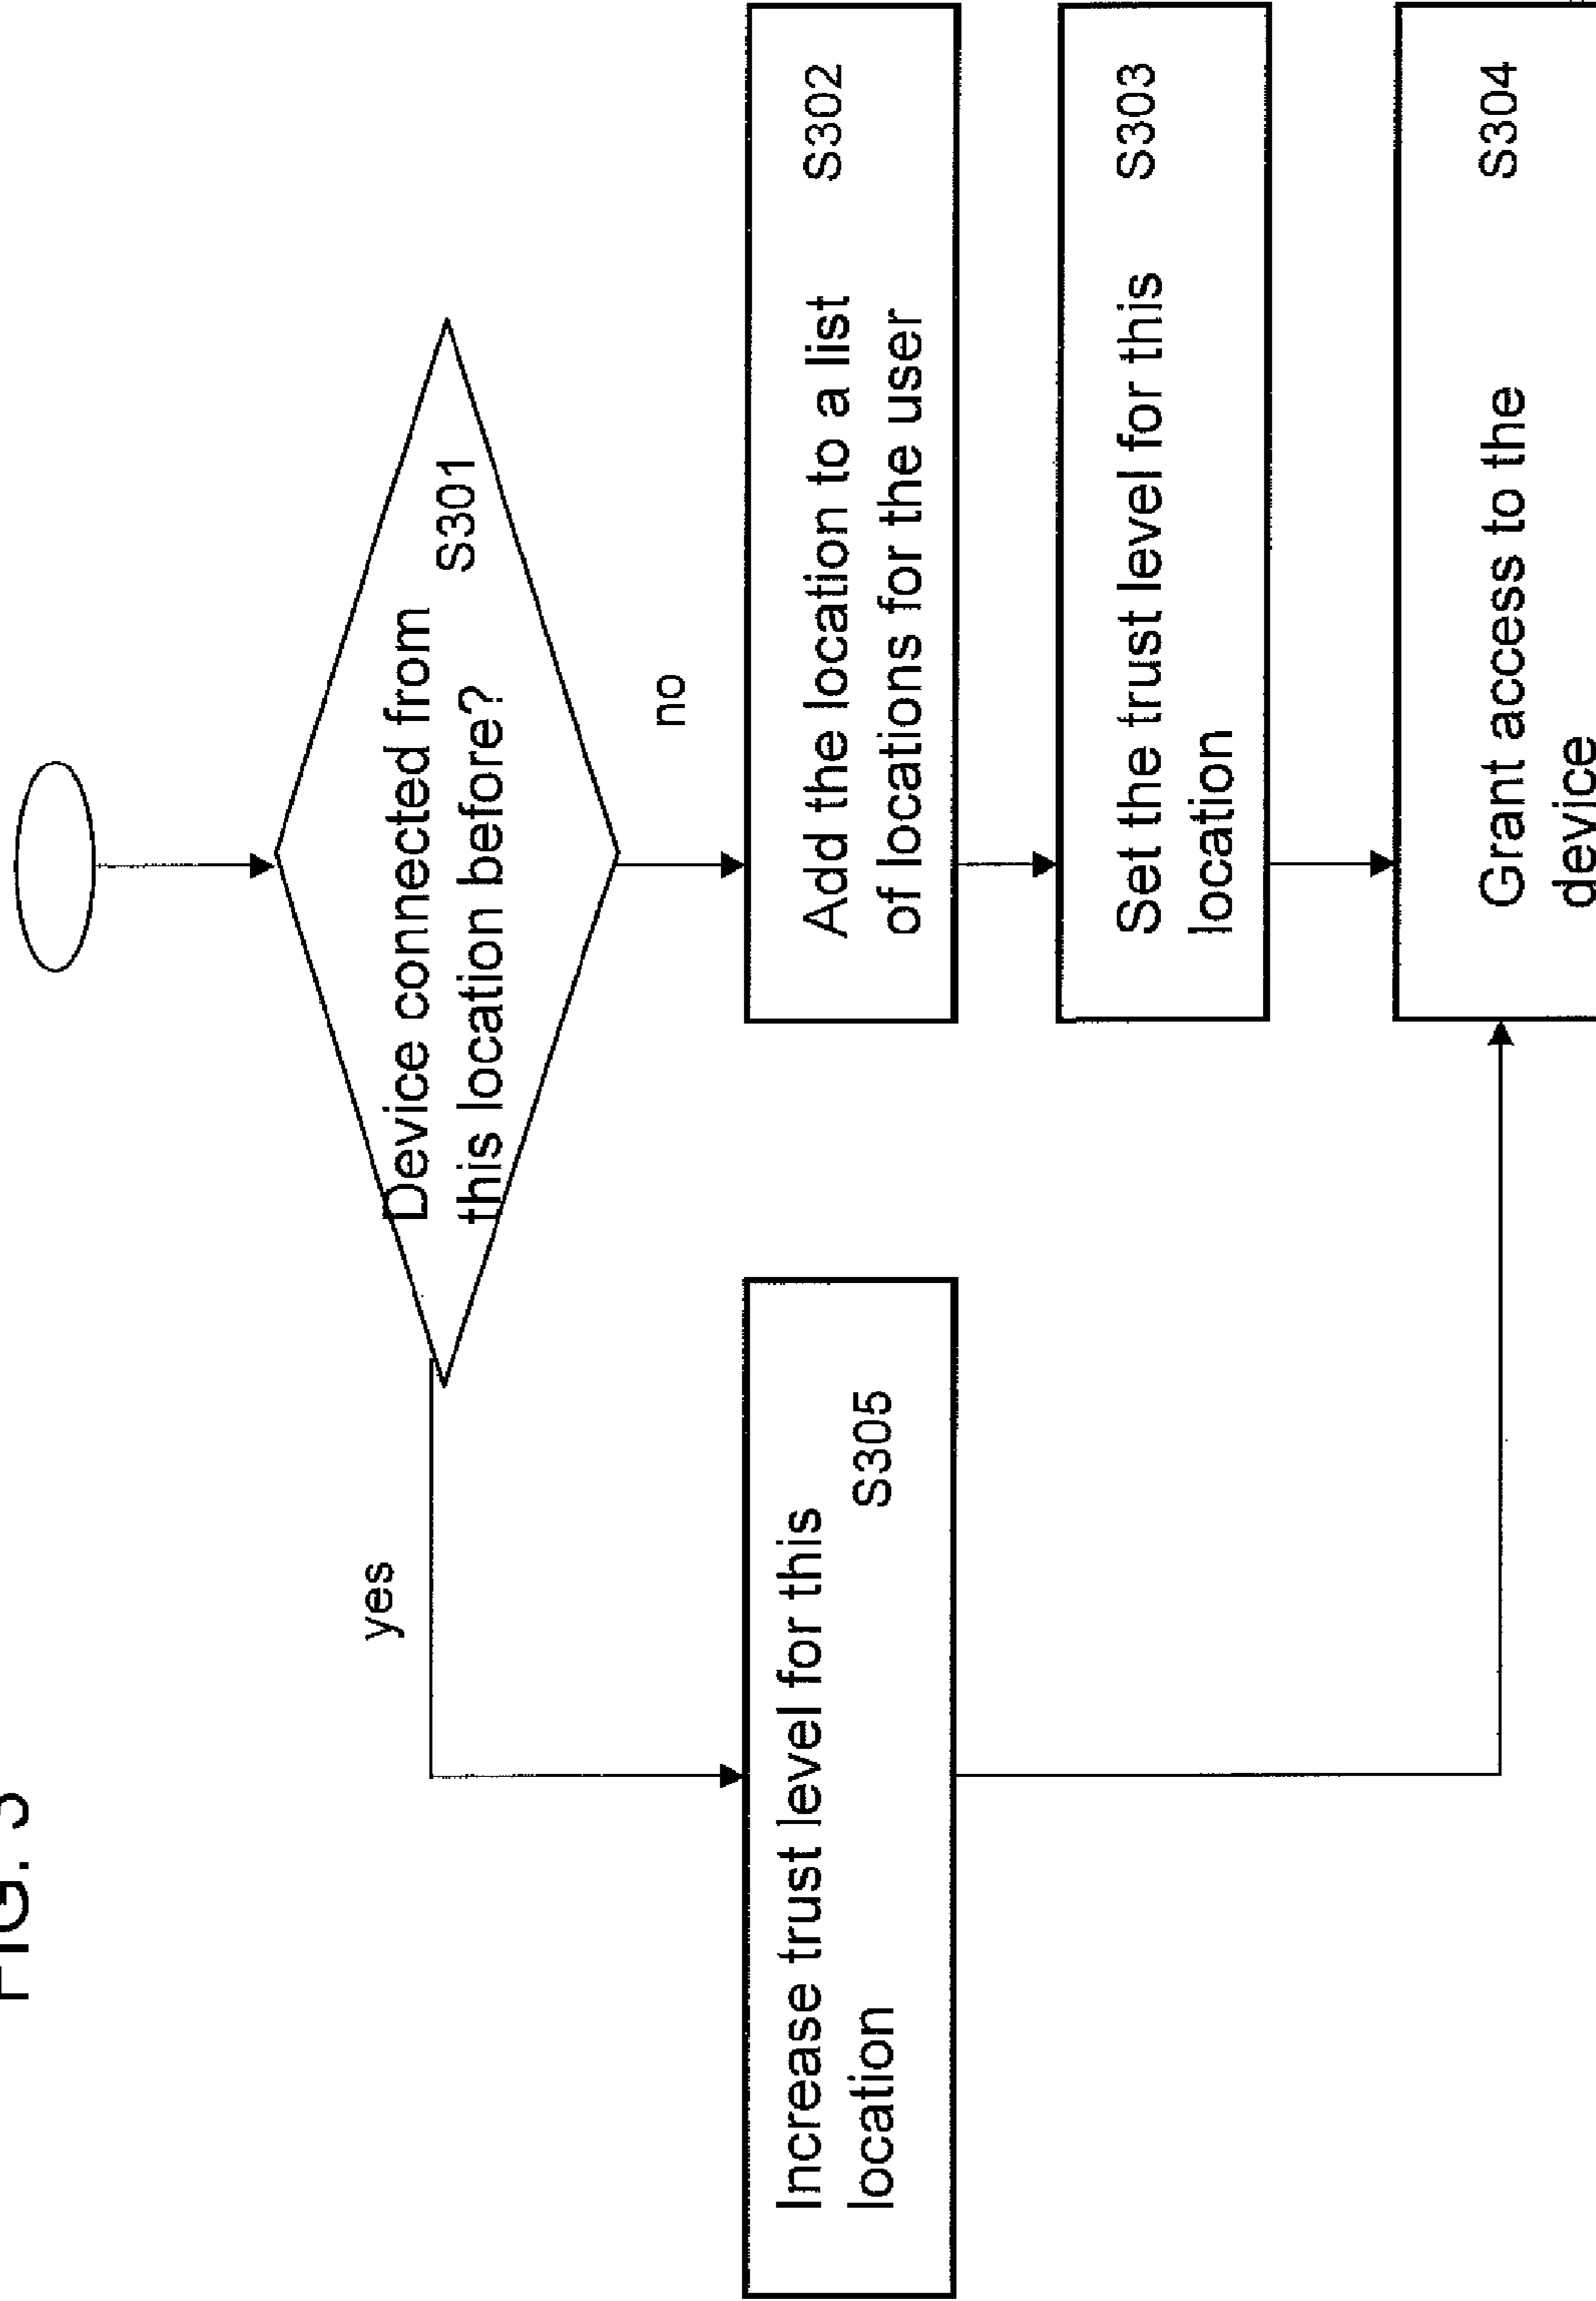 FIG. 3
Device connected from
this location before?
S301
yes
no
Increase trust level for this
location
S305
Add the location to a list
of locations for the user
S302
Set the trust level for this
location
S303
Grant access to the
device
S304